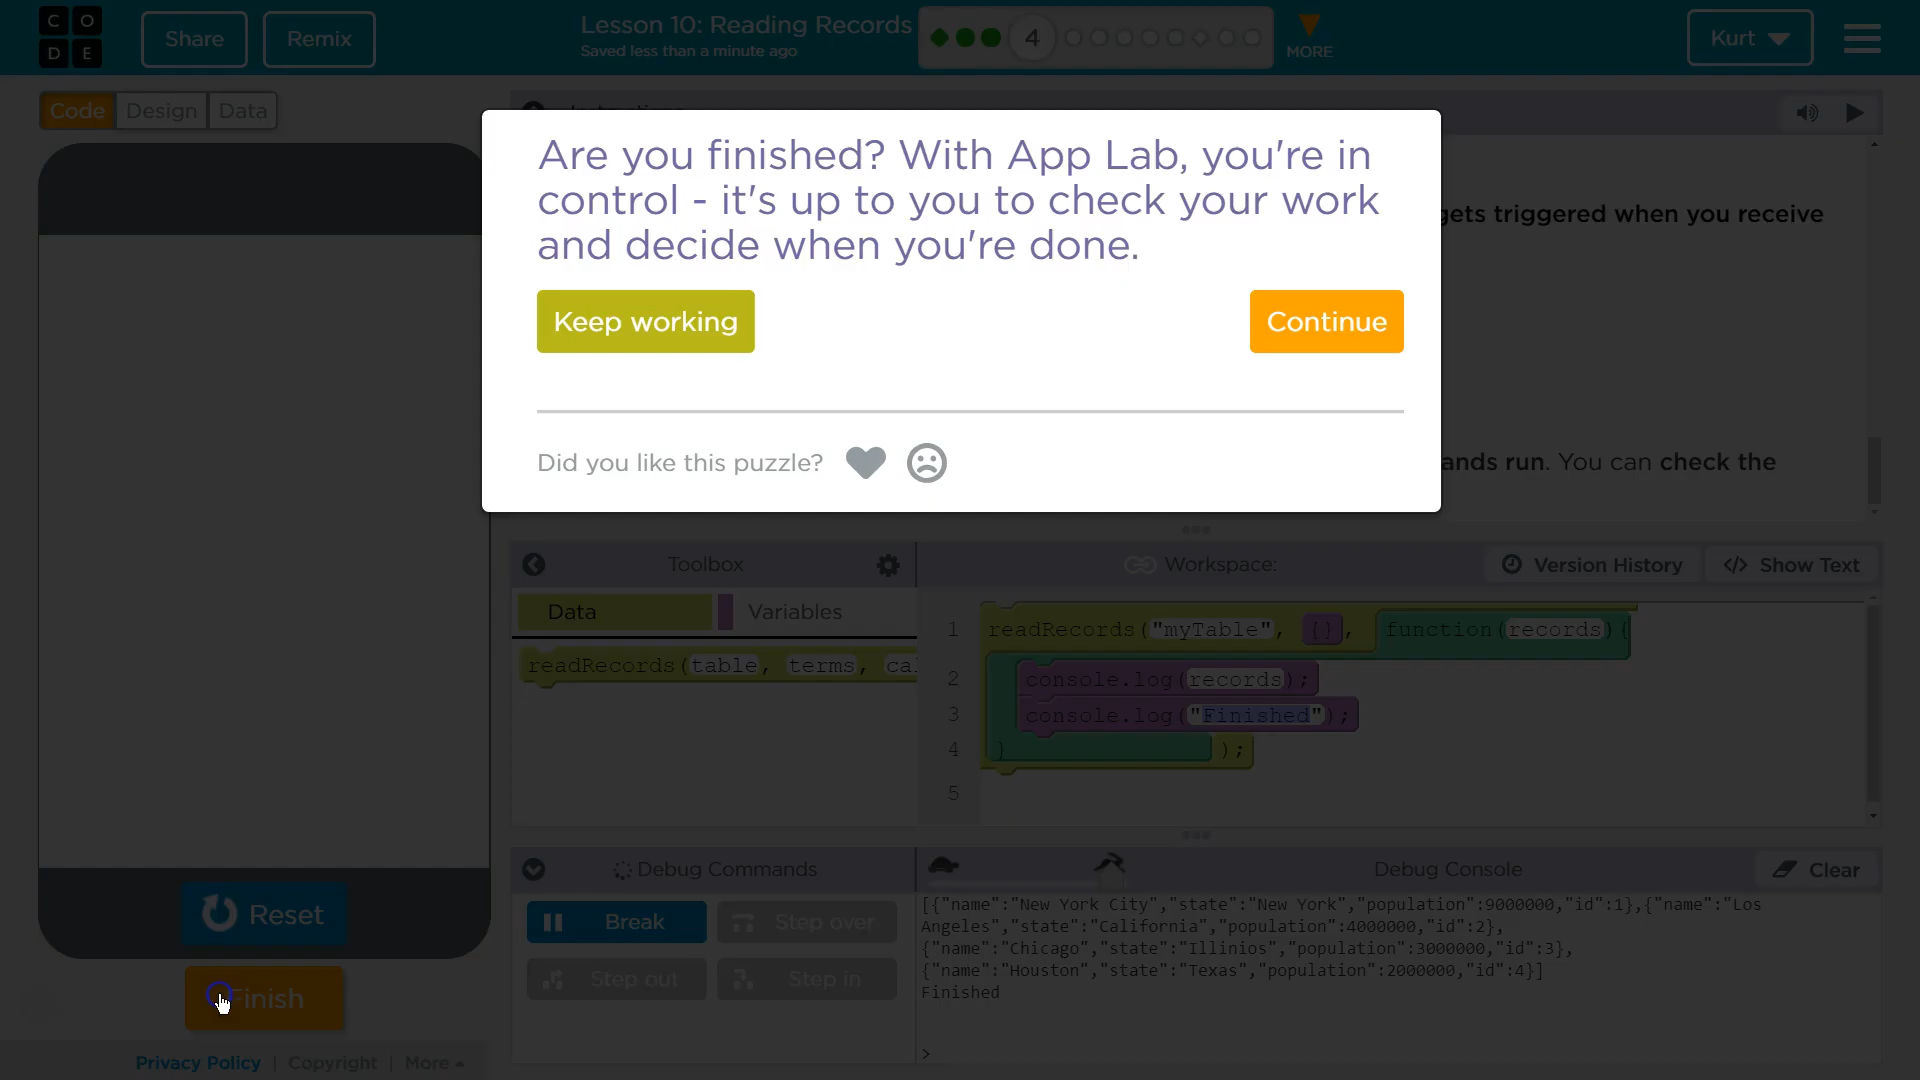 CODE
Share
Remix
Lesson 10: Reading Records
Saved less than a minute ago
4
MORE
Kurt
Code
Design
Data
Are you finished? With App Lab, you're in
control - it's up to you to check your work
and decide when you're done.
Keep working
Continue
Did you like this puzzle?
gets triggered when you receive
ands run. You can check the
Toolbox
Workspace:
Version History
</> Show Text
Data
Variables
readRecords(table, terms, cal
1 readRecords("myTable", {}, function(records){
2 console.log(records);
3 console.log("Finished");
4 } );
5
Reset
Finish
Debug Commands
Break
Step over
Step out
Step in
Debug Console
Clear
[{"name":"New York City","state":"New York","population":9000000,"id":1},{"name":"Los
Angeles","state":"California","population":4000000,"id":2},
{"name":"Chicago","state":"Illinios","population":3000000,"id":3},
{"name":"Houston","state":"Texas","population":2000000,"id":4}]
Finished
>
Privacy Policy | Copyright | More